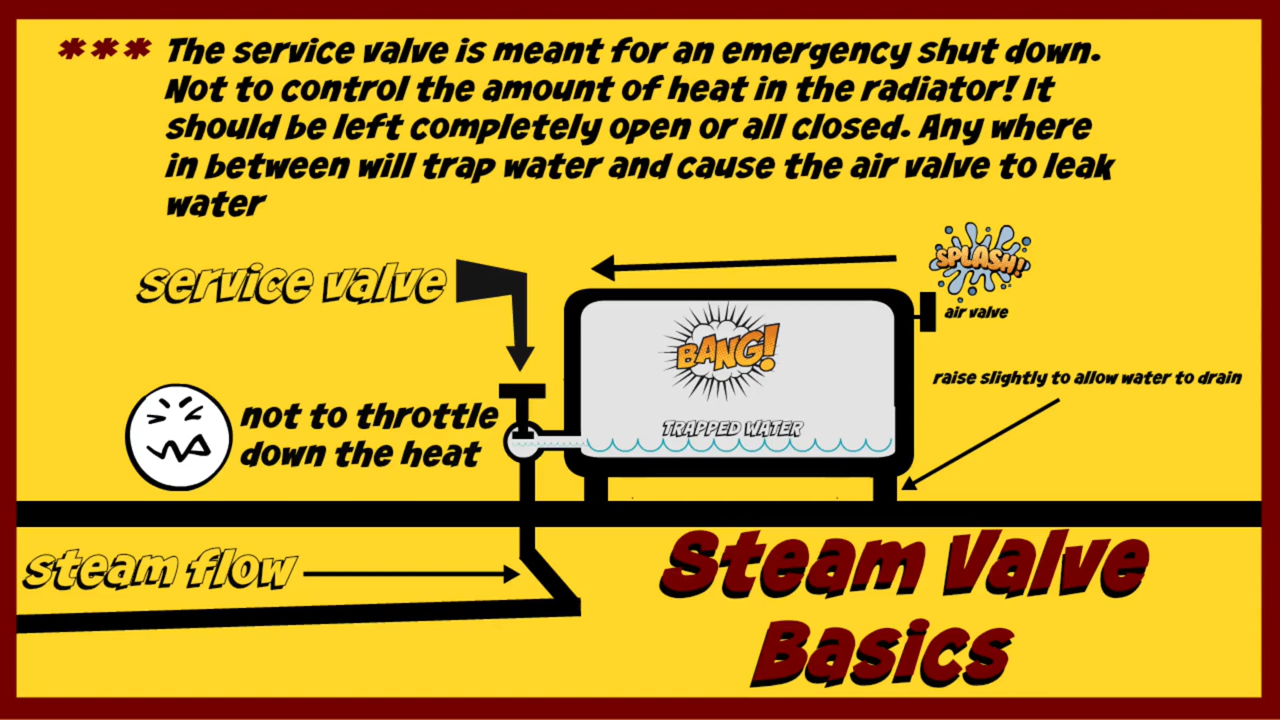 *** The service valve is meant for an emergency shut down.
Not to control the amount of heat in the radiator! It
should be left completely open or all closed. Any where
in between will trap water and cause the air valve to leak
water
SPLASH!
service valve
air valve
BANG!
raise slightly to allow water to drain
not to throttle
down the heat
TRAPPED WATER
steam flow
Steam Valve
Basics